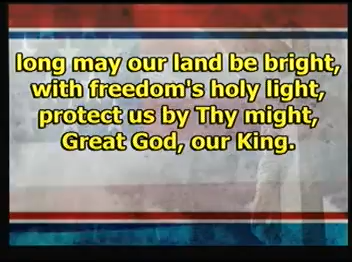 long may our land be bright,
with freedom's holy light,
protect us by Thy might,
Great God, our King.